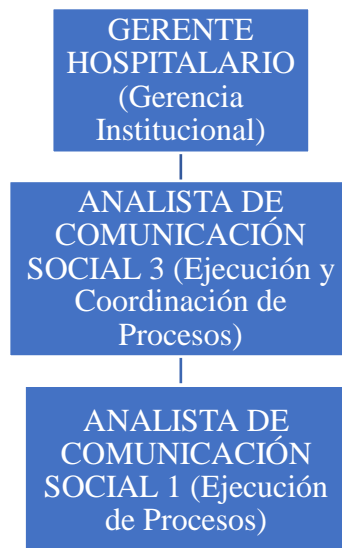 GERENTE
HOSPITALARIO
(Gerencia
Institucional)
ANALISTA DE
COMUNICACIÓN
SOCIAL 3 (Ejecución y
Coordinación de
Procesos)
ANALISTA DE
COMUNICACIÓN
SOCIAL 1 (Ejecución
de Procesos)